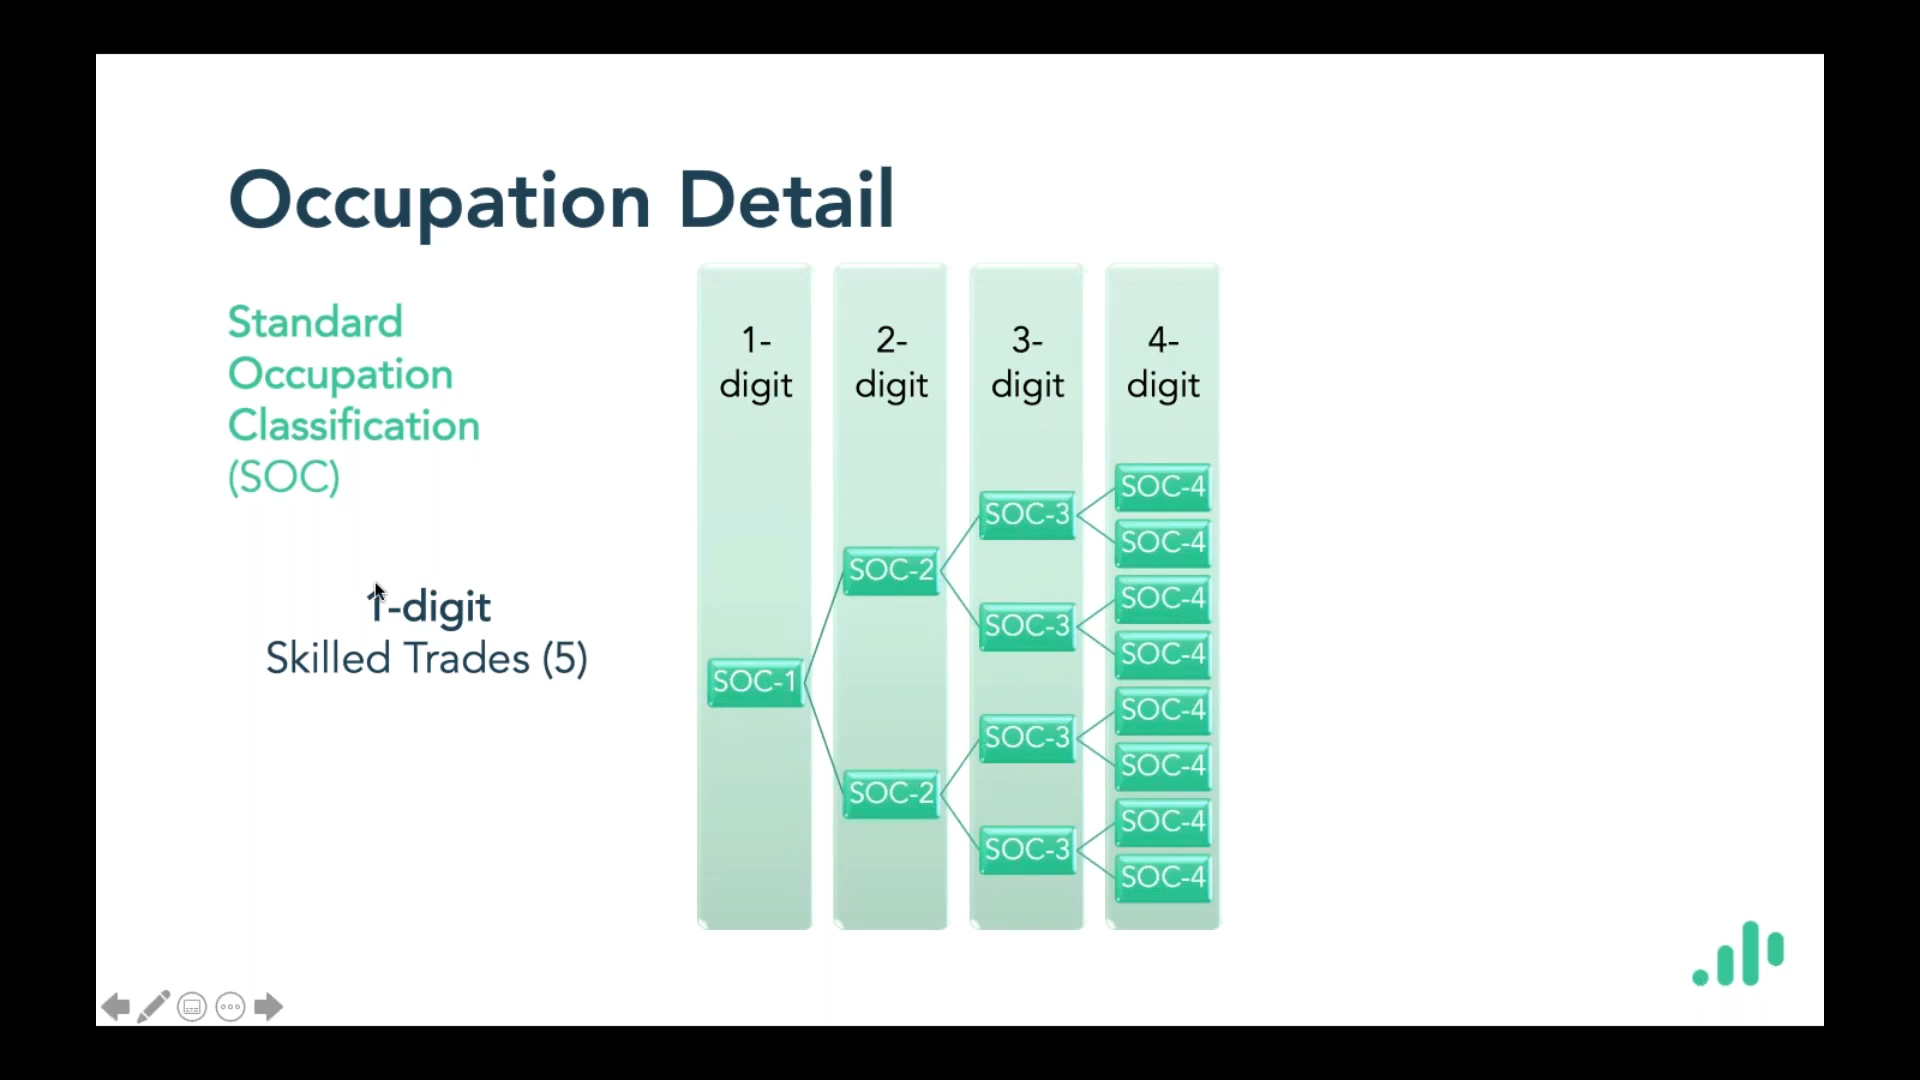 Occupation Detail
Standard
Occupation
Classification
(SOC)
1-digit
Skilled Trades (5)
1-
digit
2-
digit
3-
digit
4-
digit
SOC-1
SOC-2
SOC-2
SOC-3
SOC-3
SOC-3
SOC-3
SOC-4
SOC-4
SOC-4
SOC-4
SOC-4
SOC-4
SOC-4
SOC-4